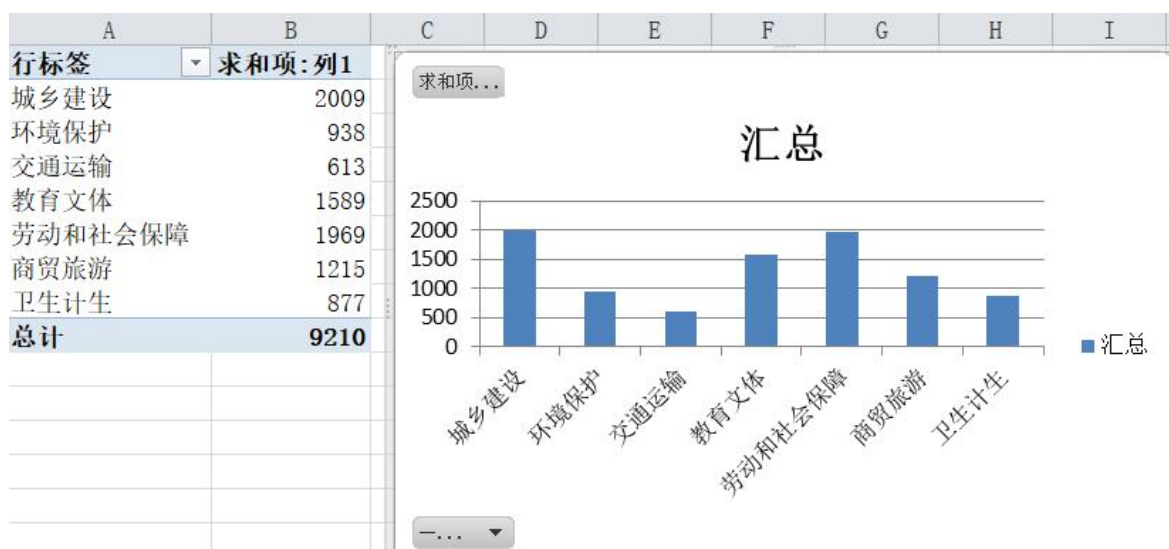 A B C D E F G H I
行标签 求和项:列1
城乡建设 2009
环境保护 938
交通运输 613
教育文体 1589
劳动和社会保障 1969
商贸旅游 1215
卫生计生 877
总计 9210
求和项...
汇总
2500
2000
1500
1000
500
0
城乡建设 环境保护 交通运输 教育文体 劳动和社会保障 商贸旅游 卫生计生
汇总
一...